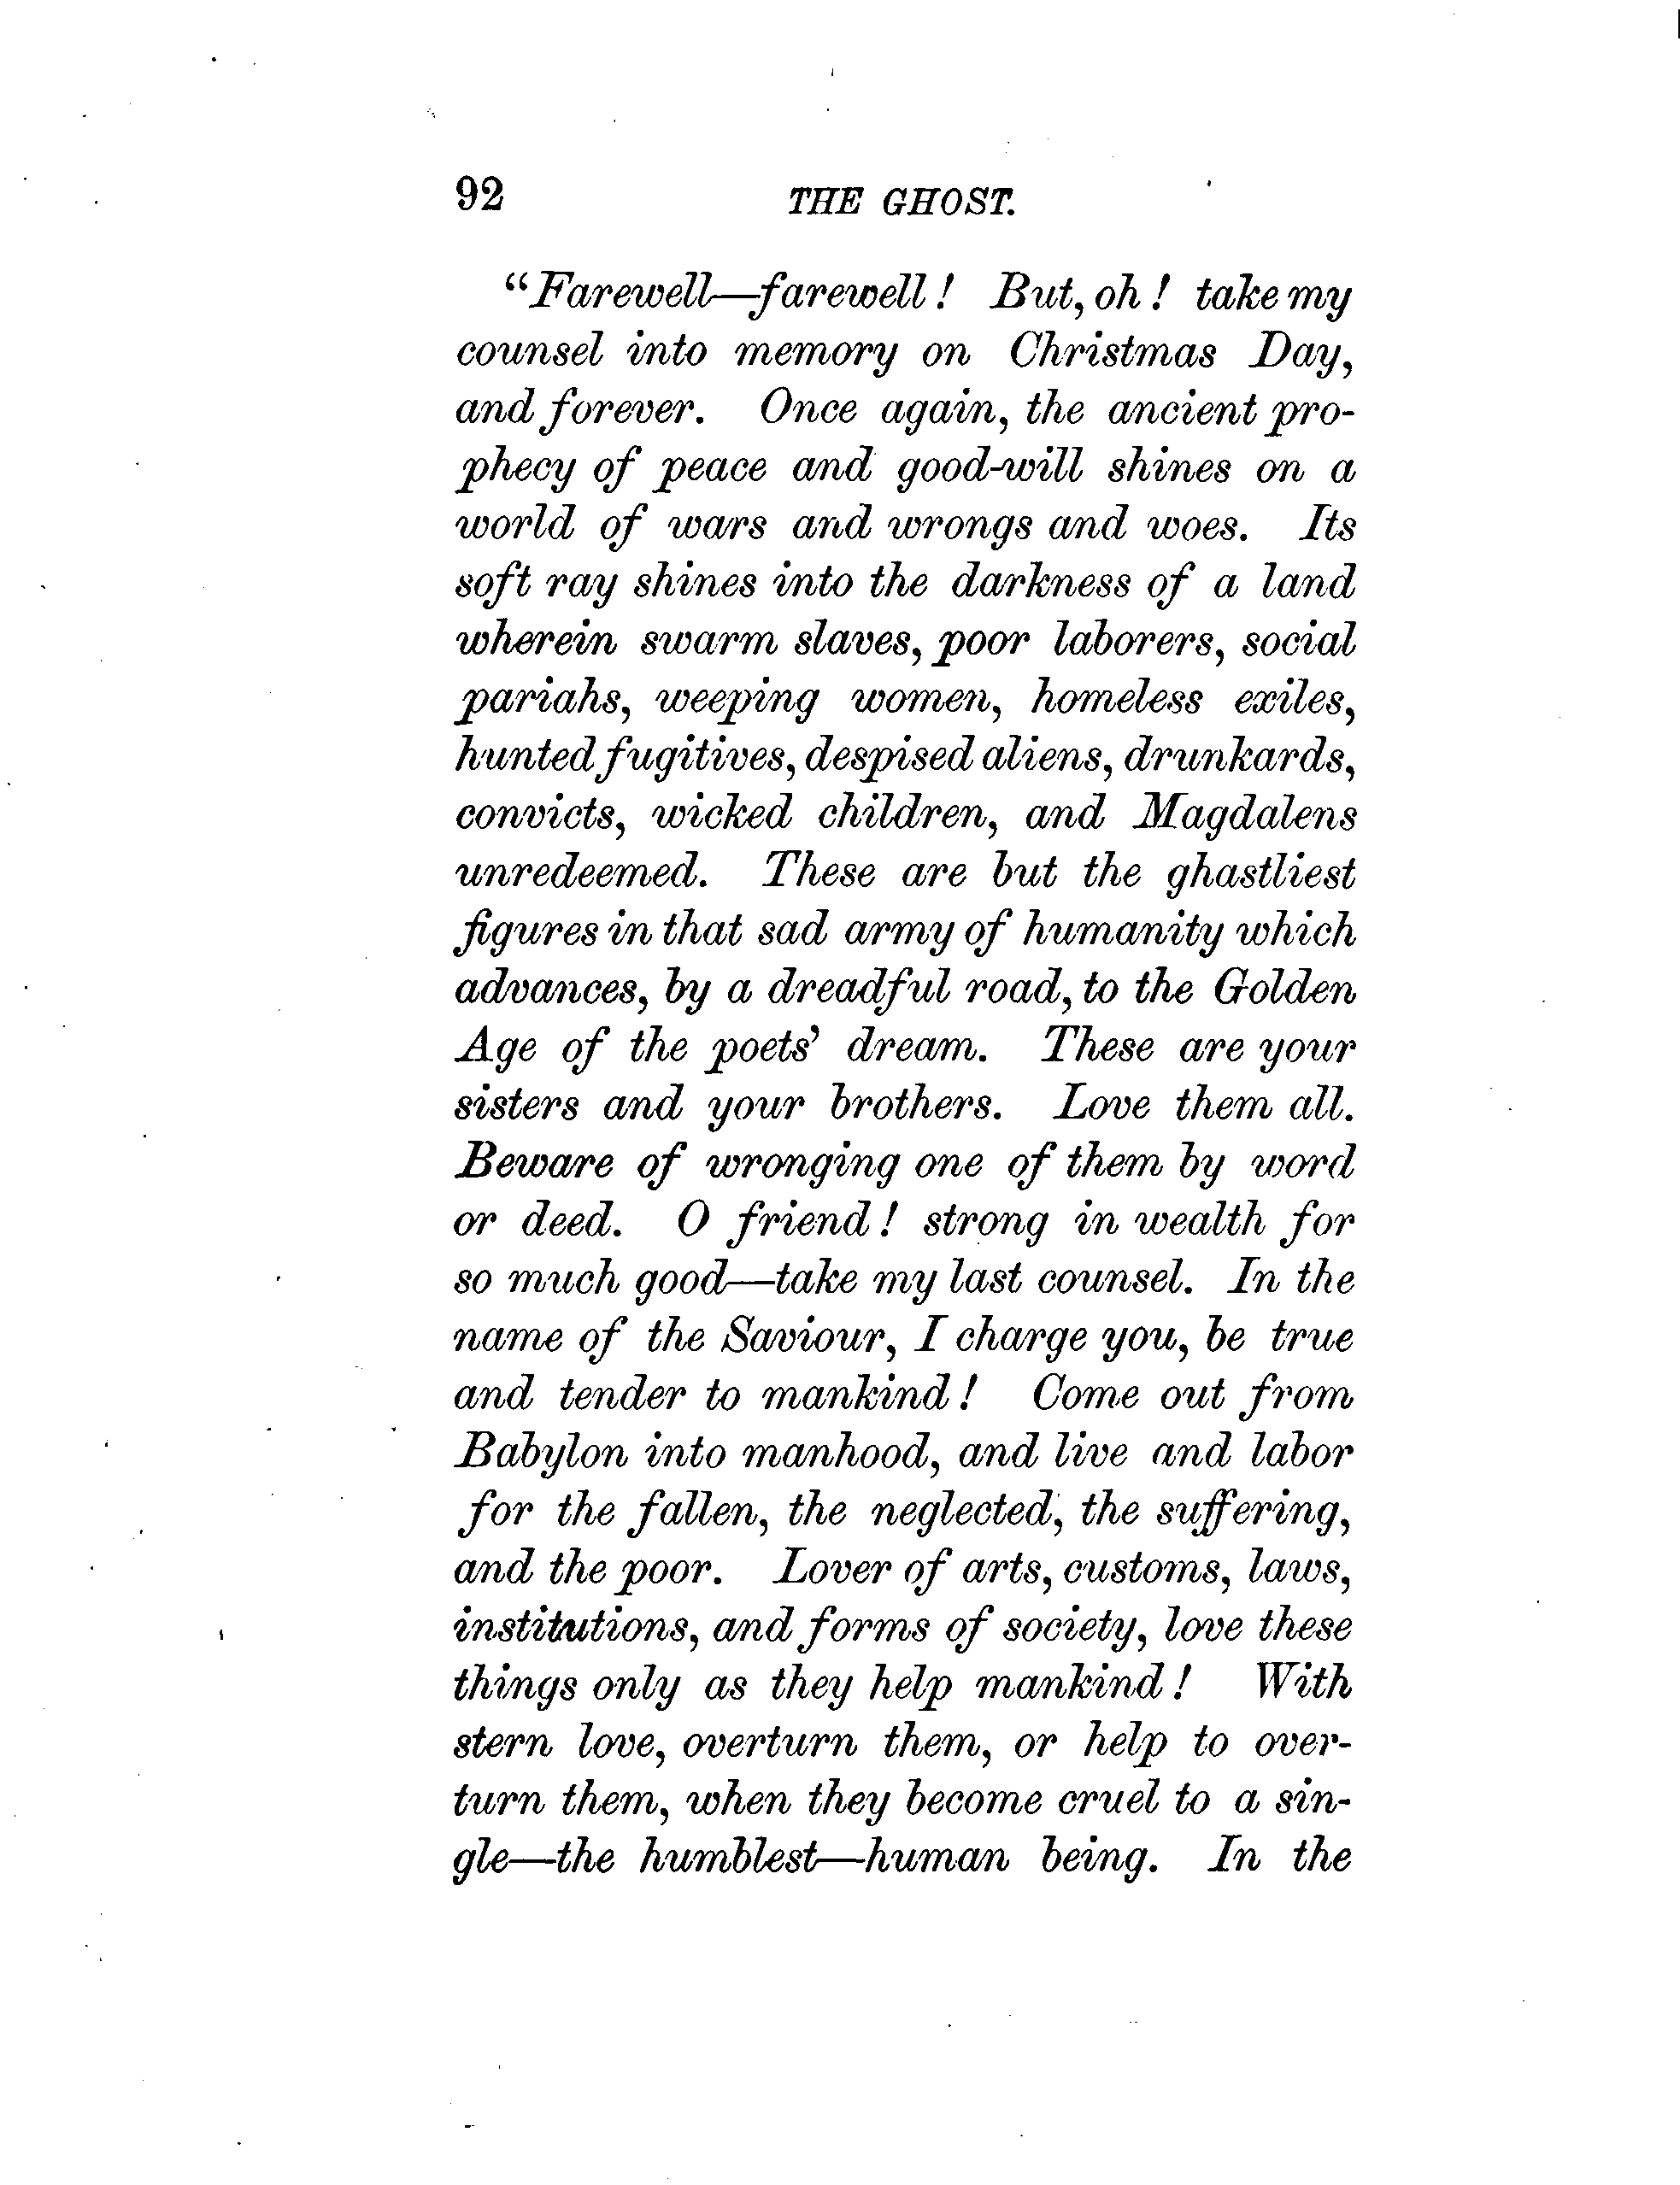 92 THE GHOST.
“Farewell—farewell! But, oh! take my
counsel into memory on Christmas Day,
and forever. Once again, the ancient pro-
phecy of peace and good-will shines on a
world of wars and wrongs and woes. Its
soft ray shines into the darkness of a land
wherein swarm slaves, poor laborers, social
pariahs, weeping women, homeless exiles,
hunted fugitives, despised aliens, drunkards,
convicts, wicked children, and Magdalens
unredeemed. These are but the ghastliest
figures in that sad army of humanity which
advances, by a dreadful road, to the Golden
Age of the poets’ dream. These are your
sisters and your brothers. Love them all.
Beware of wronging one of them by word
or deed. O friend! strong in wealth for
so much good—take my last counsel. In the
name of the Saviour, I charge you, be true
and tender to mankind! Come out from
Babylon into manhood, and live and labor
for the fallen, the neglected, the suffering,
and the poor. Lover of arts, customs, laws,
institutions, and forms of society, love these
things only as they help mankind! With
stern love, overturn them, or help to over-
turn them, when they become cruel to a sin-
gle—the humblest—human being. In the